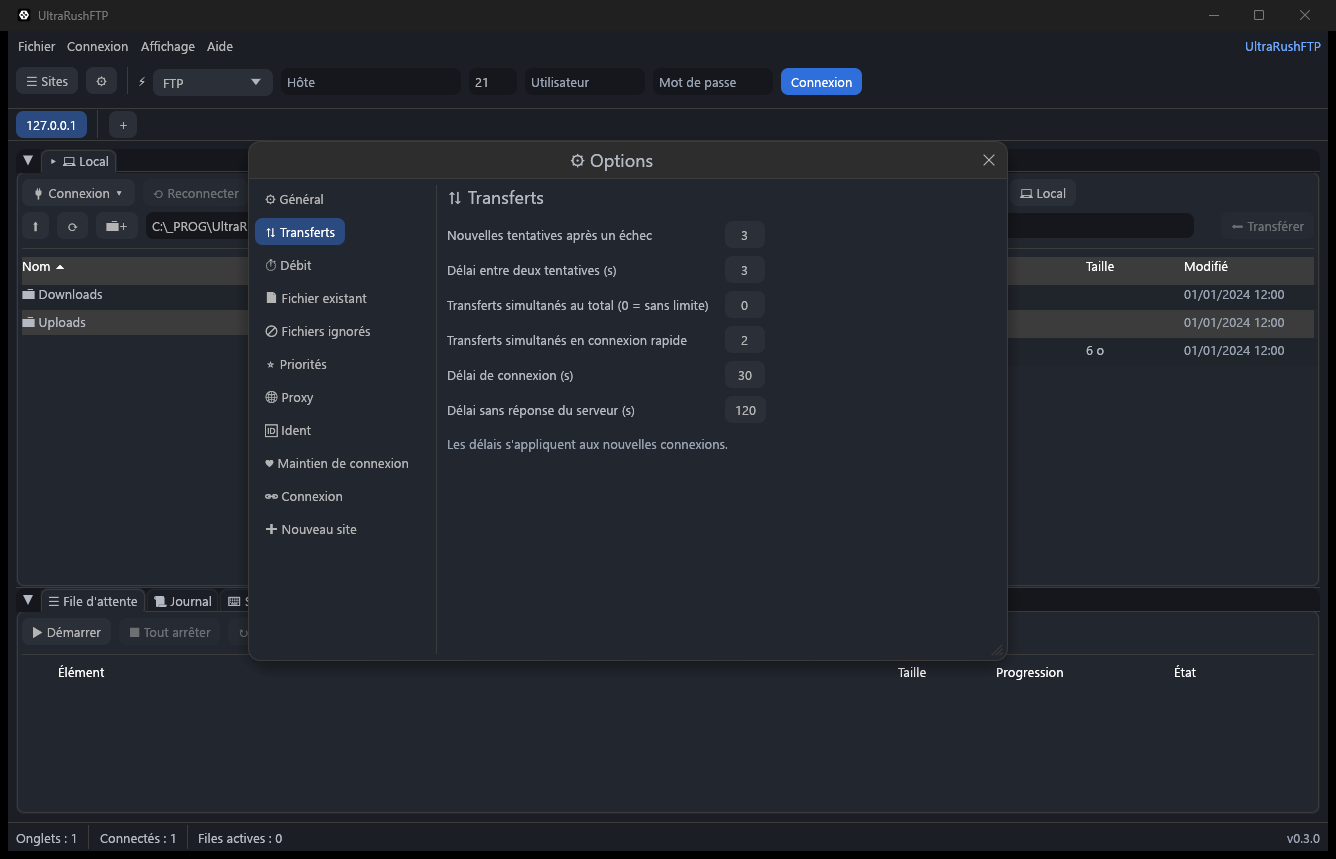 UltraRushFTP
Fichier Connexion Affichage Aide UltraRushFTP
Sites FTP Hôte 21 Utilisateur Mot de passe Connexion
127.0.0.1 +
Local
Connexion Reconnecter Local
C:\_PROG\UltraR Transférer
Nom Taille Modifié
Downloads 01/01/2024 12:00
Uploads 01/01/2024 12:00
6 o 01/01/2024 12:00
Options
Général
Transferts
Débit
Fichier existant
Fichiers ignorés
Priorités
Proxy
Ident
Maintien de connexion
Connexion
Nouveau site
Transferts
Nouvelles tentatives après un échec 3
Délai entre deux tentatives (s) 3
Transferts simultanés au total (0 = sans limite) 0
Transferts simultanés en connexion rapide 2
Délai de connexion (s) 30
Délai sans réponse du serveur (s) 120
Les délais s'appliquent aux nouvelles connexions.
File d'attente Journal
Démarrer Tout arrêter
Élément Taille Progression État
Onglets : 1 Connectés : 1 Files actives : 0 v0.3.0